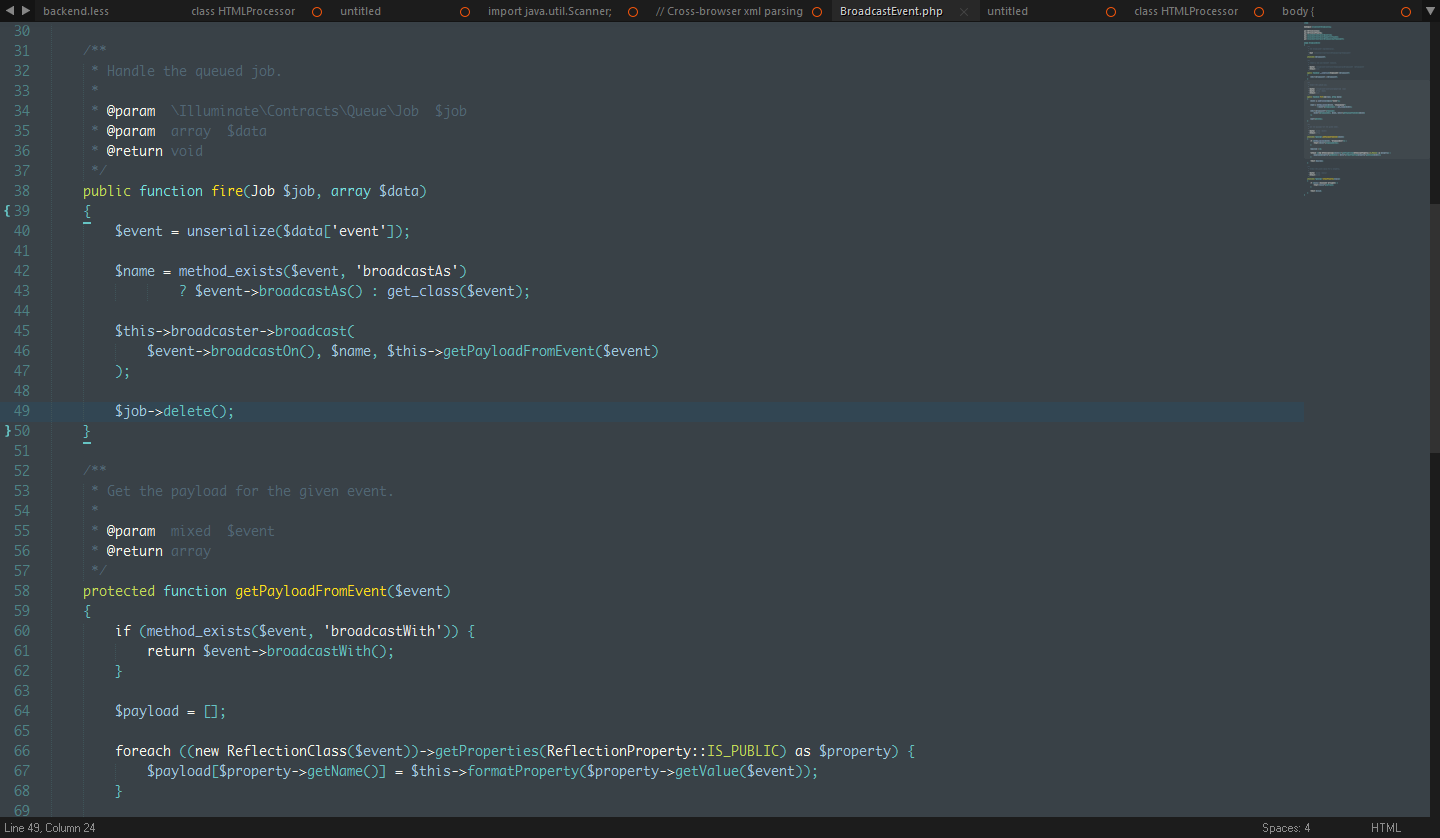 backend.less class HTMLProcessor untitled import java.util.Scanner; // Cross-browser xml parsing BroadcastEvent.php untitled class HTMLProcessor body {
30
31 /**
32 * Handle the queued job.
33 *
34 * @param \Illuminate\Contracts\Queue\Job $job
35 * @param array $data
36 * @return void
37 */
38 public function fire(Job $job, array $data)
{ 39 {
40 $event = unserialize($data['event']);
41
42 $name = method_exists($event, 'broadcastAs')
43 ? $event->broadcastAs() : get_class($event);
44
45 $this->broadcaster->broadcast(
46 $event->broadcastOn(), $name, $this->getPayloadFromEvent($event)
47 );
48
49 $job->delete();
} 50 }
51
52 /**
53 * Get the payload for the given event.
54 *
55 * @param mixed $event
56 * @return array
57 */
58 protected function getPayloadFromEvent($event)
59 {
60 if (method_exists($event, 'broadcastWith')) {
61 return $event->broadcastWith();
62 }
63
64 $payload = [];
65
66 foreach ((new ReflectionClass($event))->getProperties(ReflectionProperty::IS_PUBLIC) as $property) {
67 $payload[$property->getName()] = $this->formatProperty($property->getValue($event));
68 }
69
Line 49, Column 24 Spaces: 4 HTML